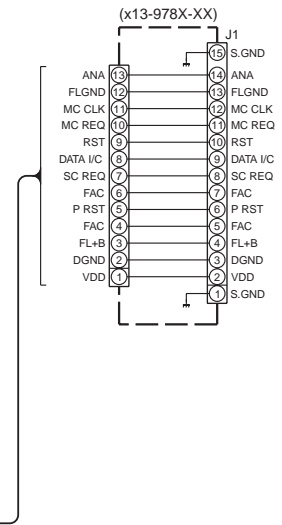 (x13-978X-XX)
J1
15 S.GND
ANA 13 14 ANA
FLGND 12 13 FLGND
MC CLK 11 12 MC CLK
MC REQ 10 11 MC REQ
RST 9 10 RST
DATA I/C 8 9 DATA I/C
SC REQ 7 8 SC REQ
FAC 6 7 FAC
P RST 5 6 P RST
FAC 4 5 FAC
FL+B 3 4 FL+B
DGND 2 3 DGND
VDD 1 2 VDD
1 S.GND